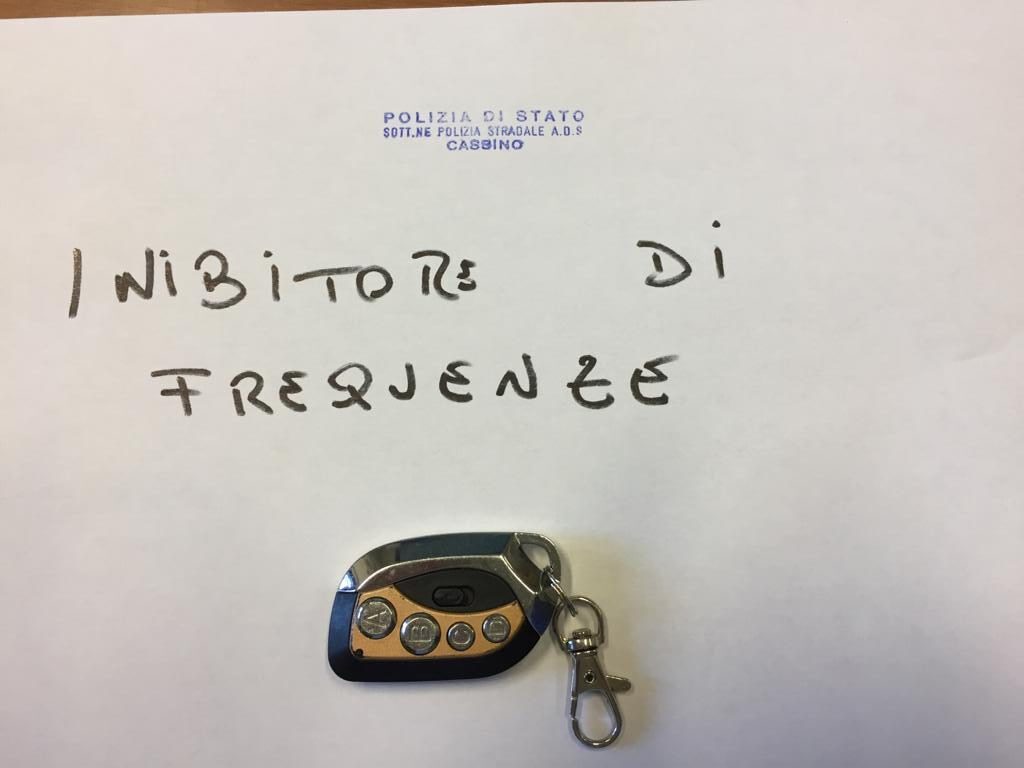 POLIZIA DI STATO
SOTT.NE POLIZIA STRADALE A.D.S
CASSINO
INIBITORE DI
FREQUENZE
A B C D